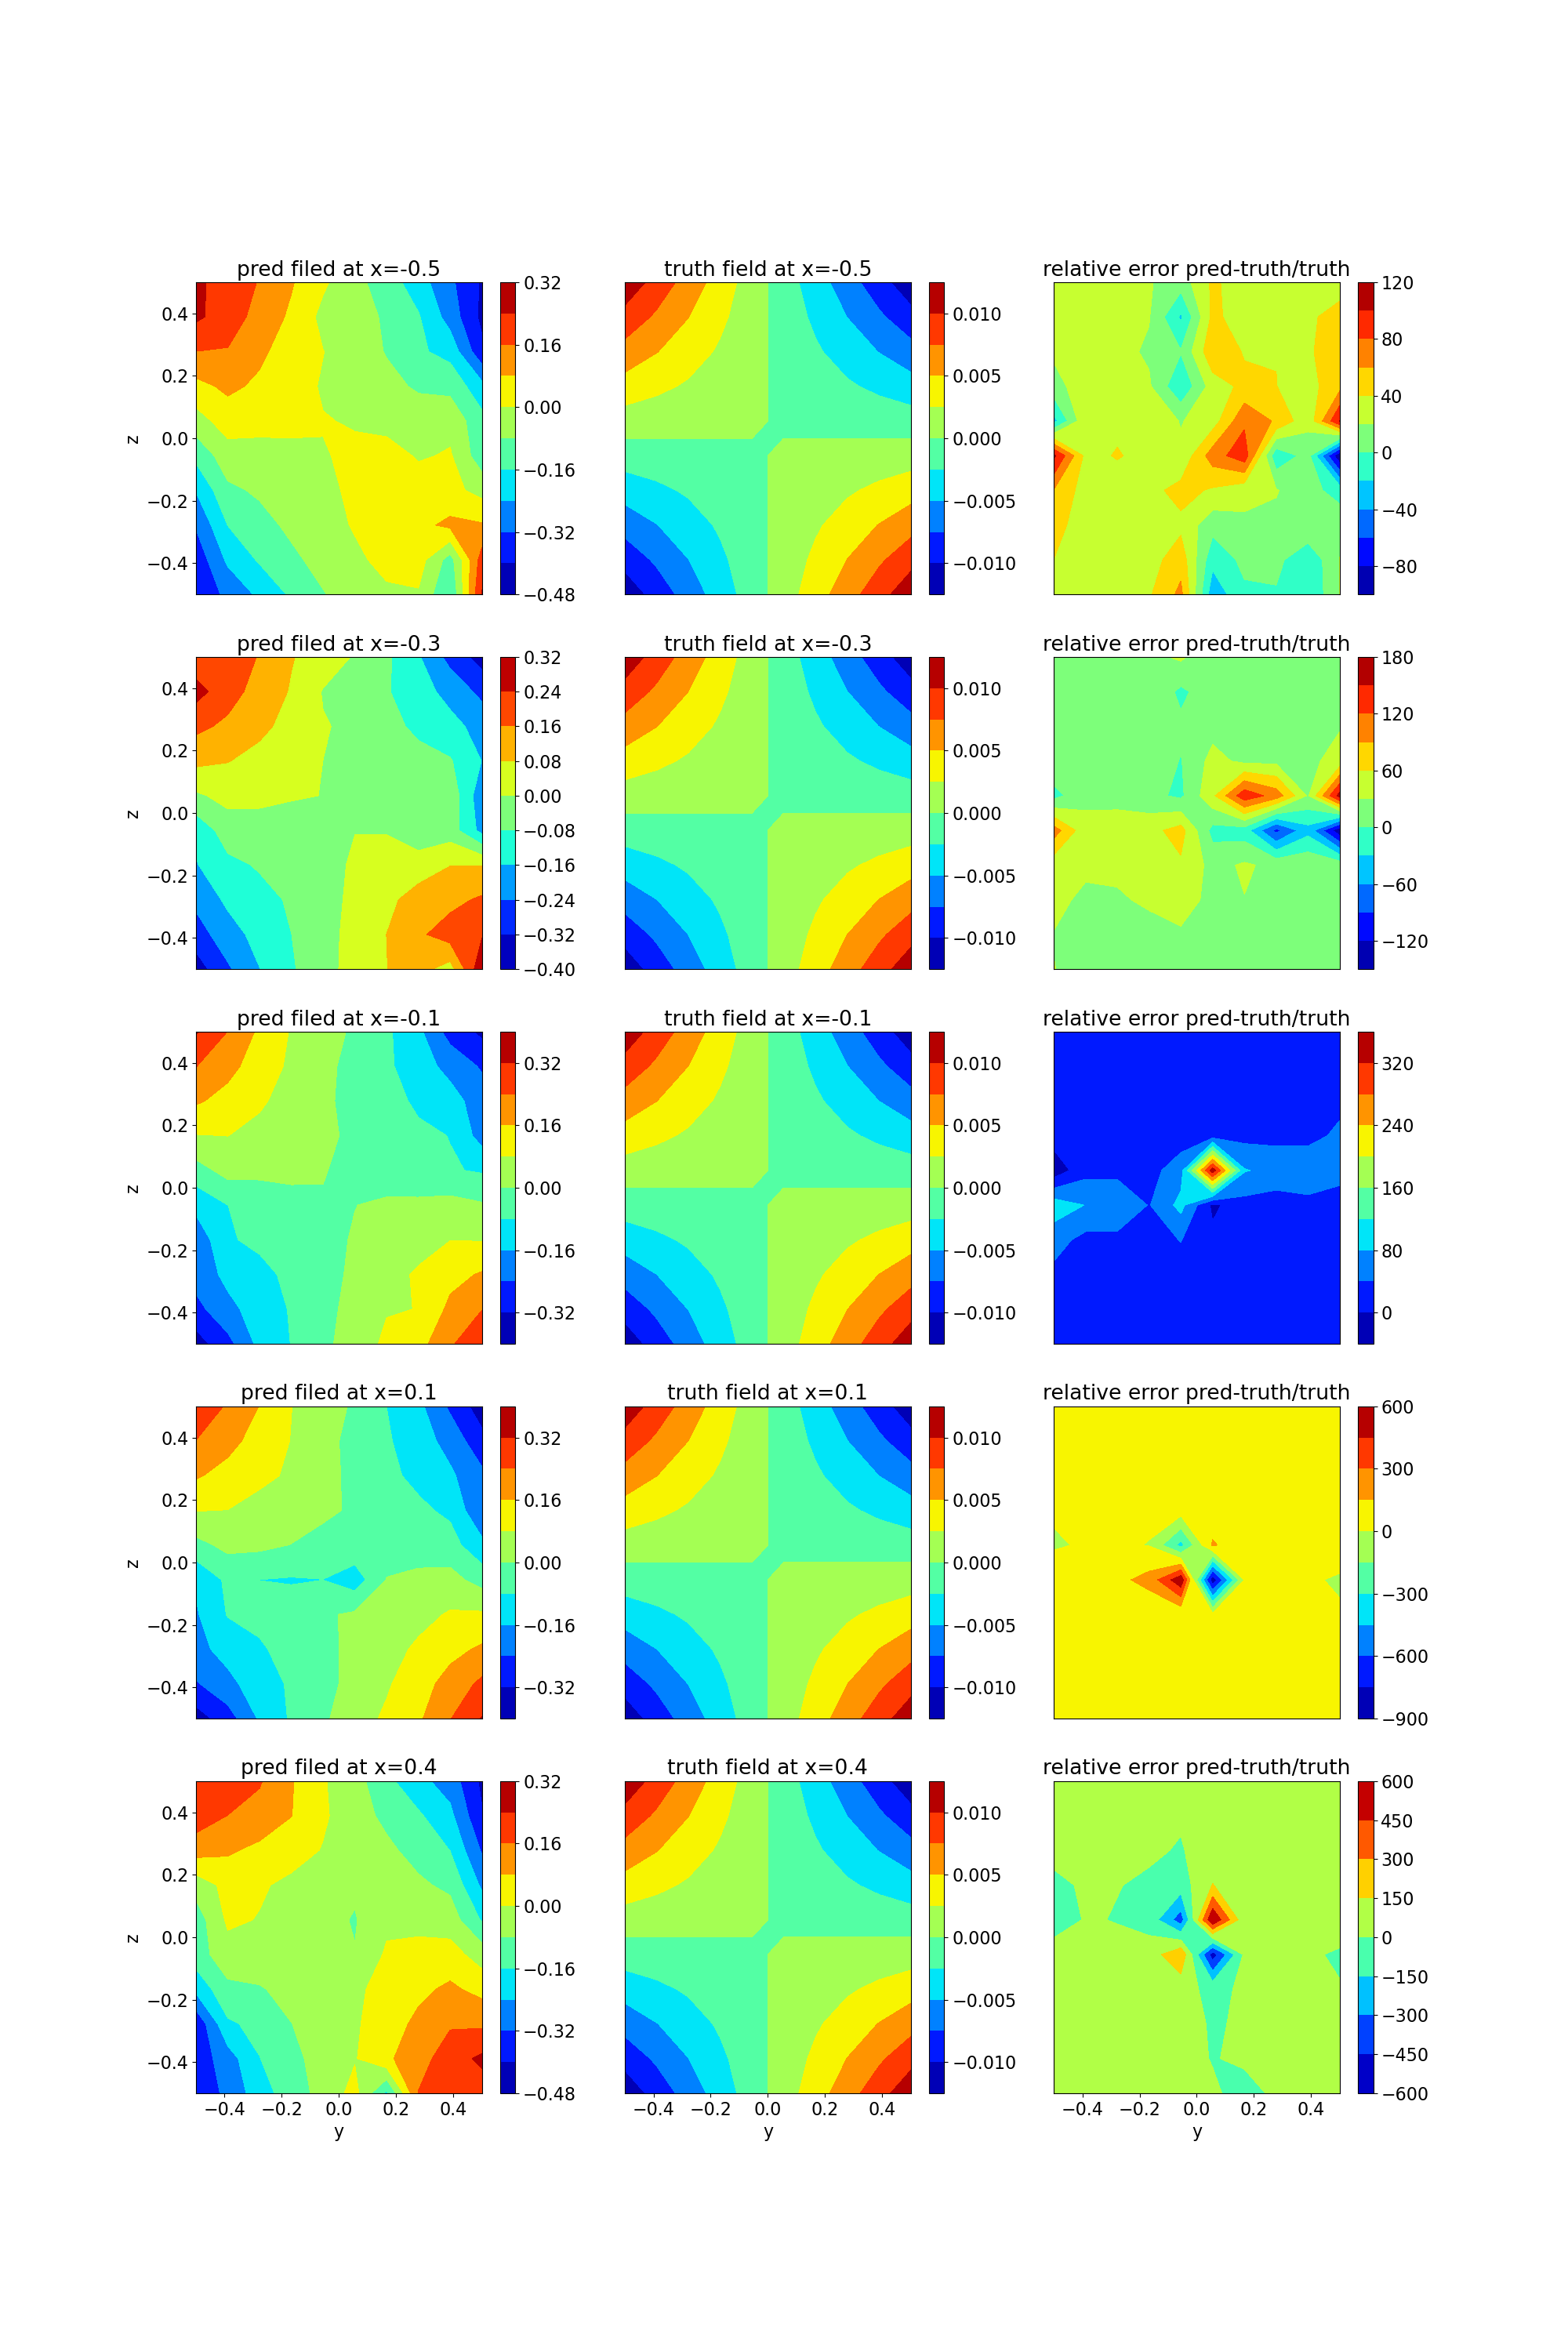 pred filed at x=-0.5 truth field at x=-0.5 relative error pred-truth/truth
0.4 0.2 0.0 −0.2 −0.4
z
0.32 0.16 0.00 −0.16 −0.32 −0.48
0.010 0.005 0.000 −0.005 −0.010
120 80 40 0 −40 −80
pred filed at x=-0.3 truth field at x=-0.3 relative error pred-truth/truth
0.4 0.2 0.0 −0.2 −0.4
z
0.32 0.24 0.16 0.08 0.00 −0.08 −0.16 −0.24 −0.32 −0.40
0.010 0.005 0.000 −0.005 −0.010
180 120 60 0 −60 −120
pred filed at x=-0.1 truth field at x=-0.1 relative error pred-truth/truth
0.4 0.2 0.0 −0.2 −0.4
z
0.32 0.16 0.00 −0.16 −0.32
0.010 0.005 0.000 −0.005 −0.010
320 240 160 80 0
pred filed at x=0.1 truth field at x=0.1 relative error pred-truth/truth
0.4 0.2 0.0 −0.2 −0.4
z
0.32 0.16 0.00 −0.16 −0.32
0.010 0.005 0.000 −0.005 −0.010
600 300 0 −300 −600 −900
pred filed at x=0.4 truth field at x=0.4 relative error pred-truth/truth
0.4 0.2 0.0 −0.2 −0.4
z
0.32 0.16 0.00 −0.16 −0.32 −0.48
0.010 0.005 0.000 −0.005 −0.010
600 450 300 150 0 −150 −300 −450 −600
−0.4 −0.2 0.0 0.2 0.4 −0.4 −0.2 0.0 0.2 0.4 −0.4 −0.2 0.0 0.2 0.4
y y y